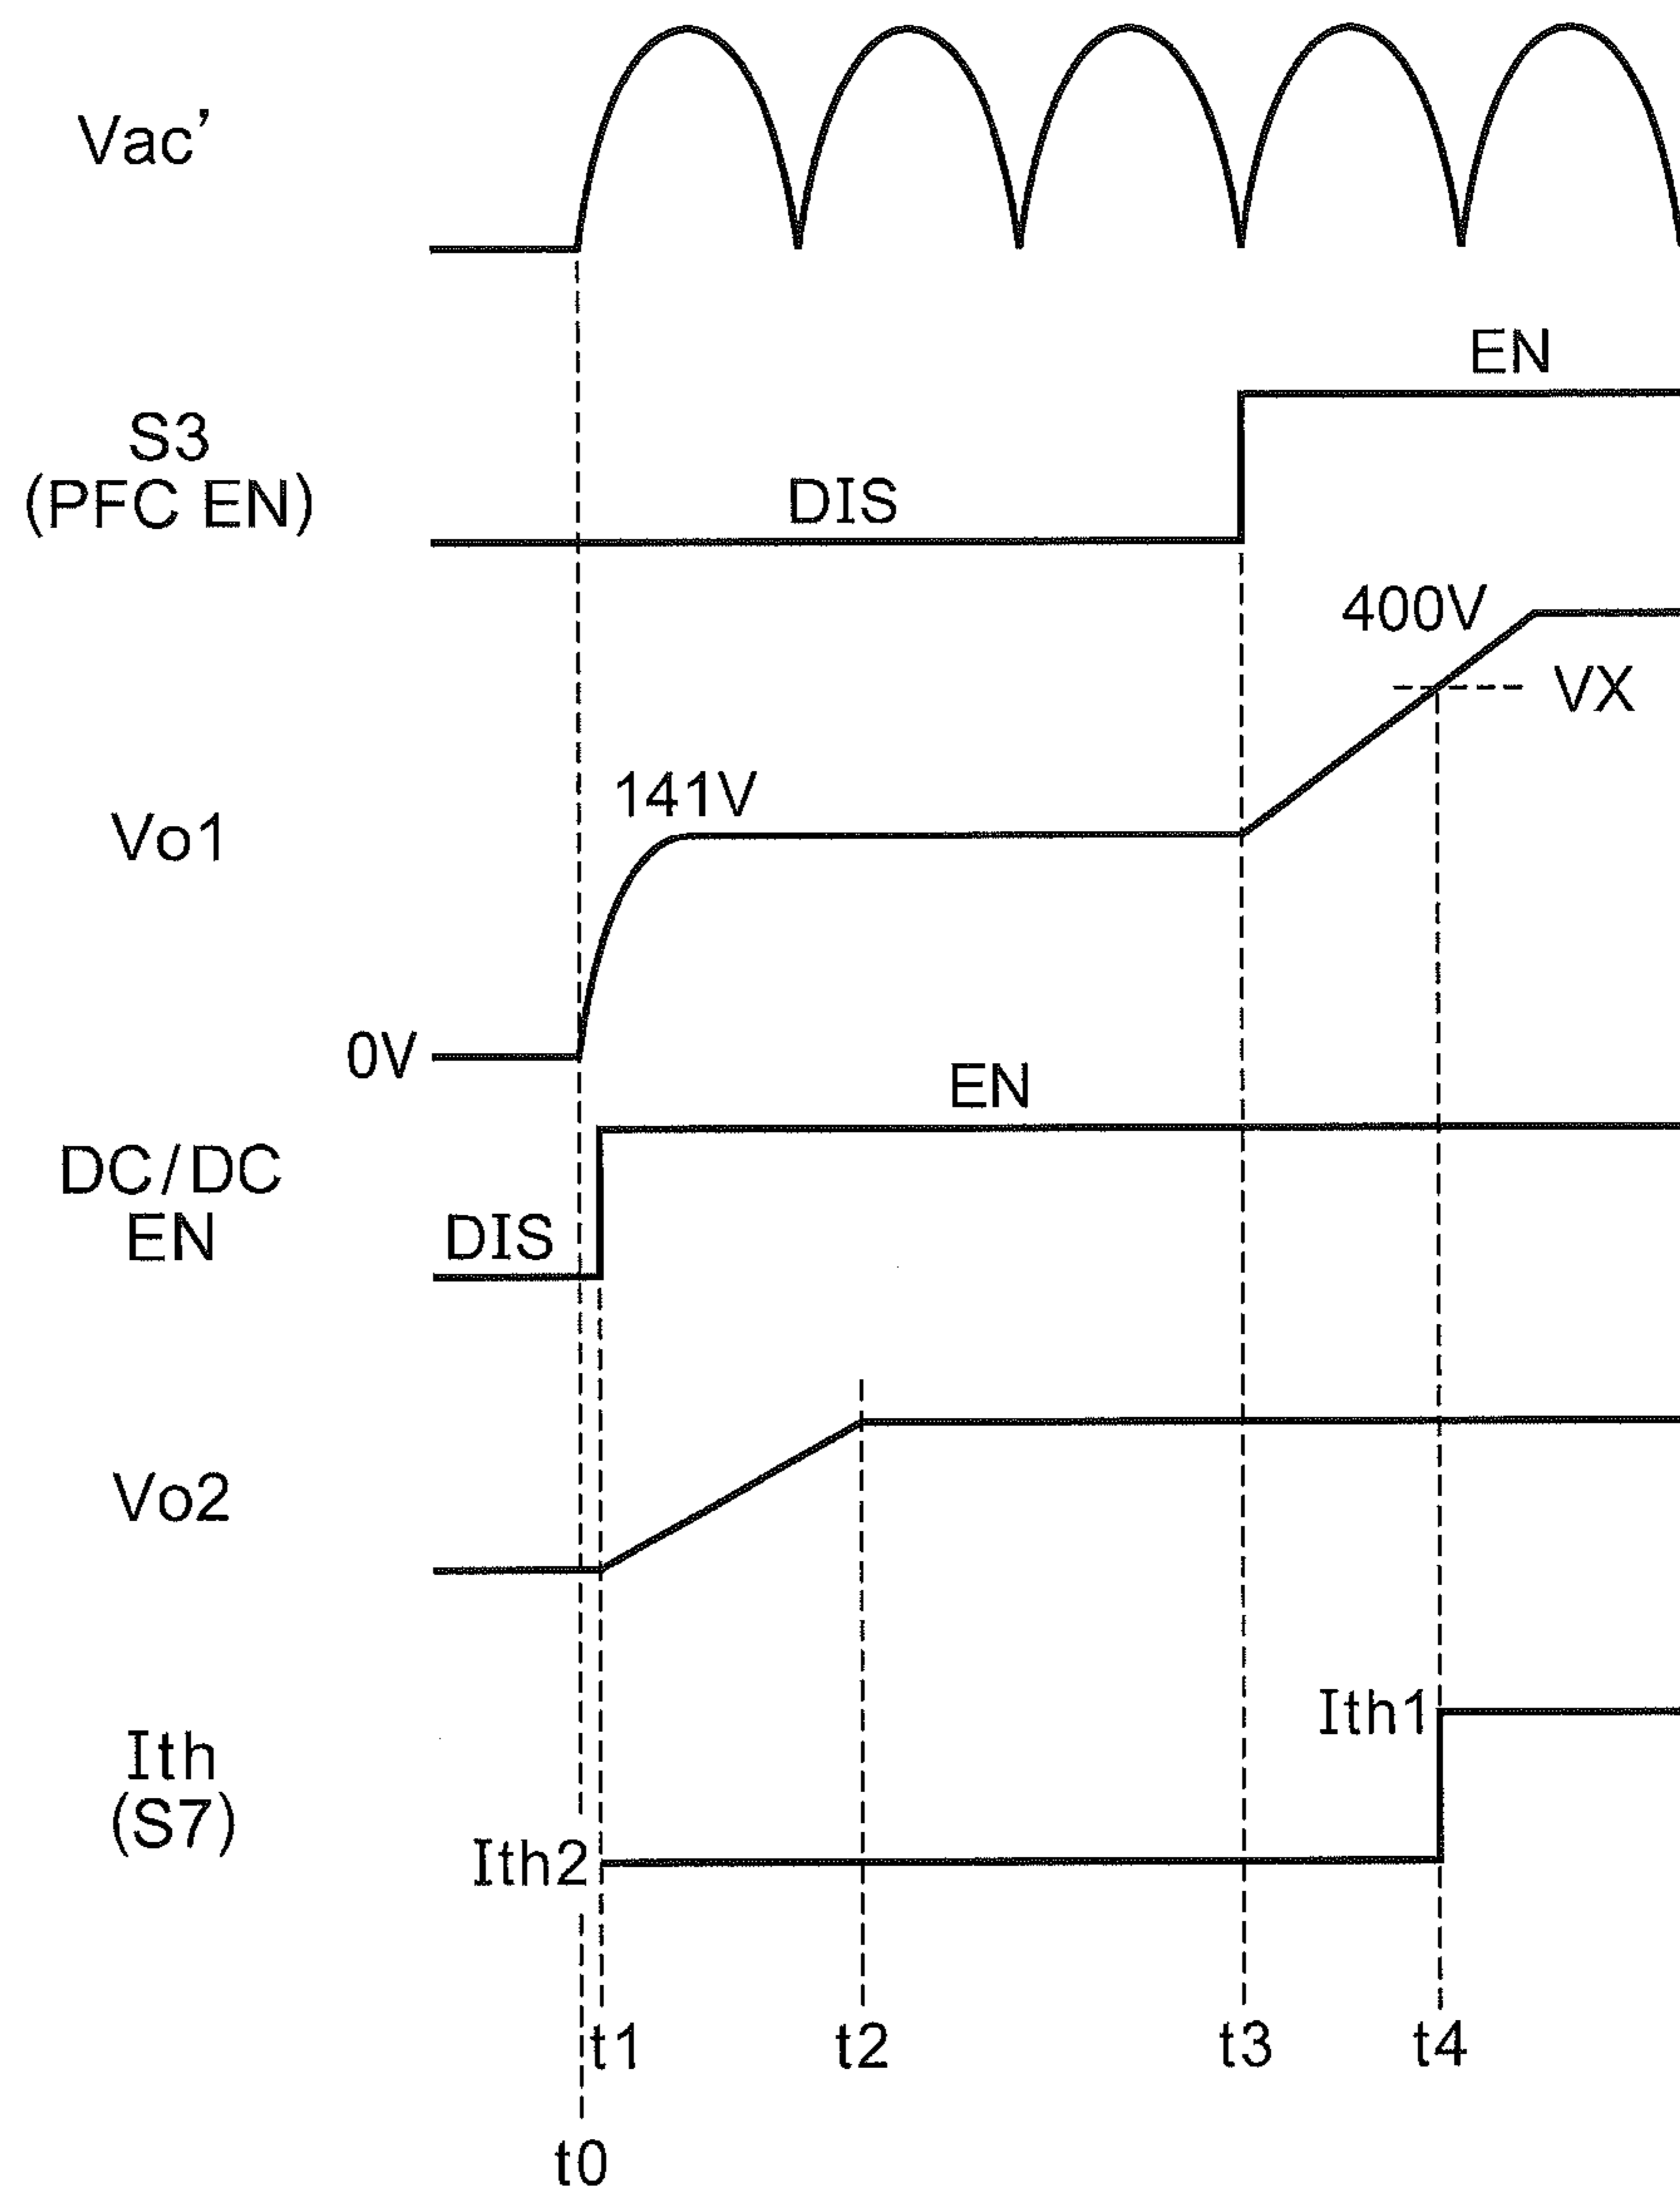 Vac’
EN
S3
(PFC EN)
DIS
400V
VX
141V
Vo1
0V
EN
DC/DC
EN
DIS
Vo2
Ith1
Ith
(S7)
Ith2
t1
t2
t3
t4
t0